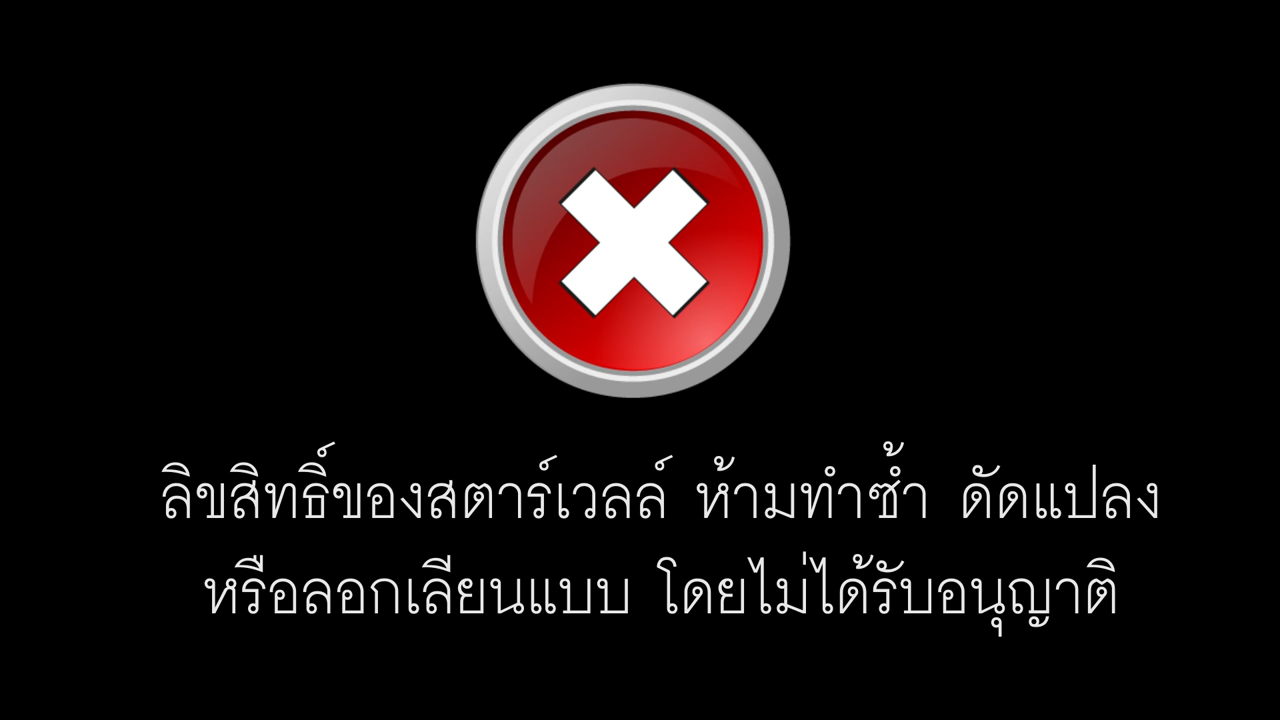 ลิขสิทธิ์ของสตาร์เวลล์ ห้ามทำซ้ำ ดัดแปลง
หรือลอกเลียนแบบ โดยไม่ได้รับอนุญาติ